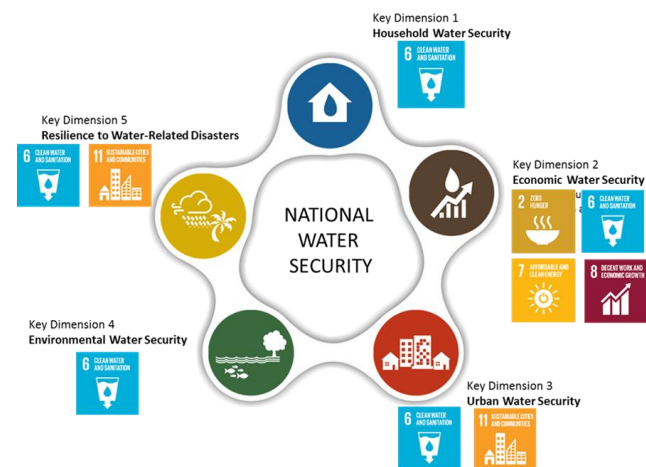 Key Dimension 1
Household Water Security
6 CLEAN WATER
AND SANITATION
Key Dimension 5
Resilience to Water-Related Disasters
6 CLEAN WATER
AND SANITATION
11 SUSTAINABLE CITIES
AND COMMUNITIES
Key Dimension 2
Economic Water Security
2 ZERO
HUNGER
6 CLEAN WATER
AND SANITATION
7 AFFORDABLE AND
CLEAN ENERGY
8 DECENT WORK AND
ECONOMIC GROWTH
NATIONAL
WATER
SECURITY
Key Dimension 4
Environmental Water Security
6 CLEAN WATER
AND SANITATION
Key Dimension 3
Urban Water Security
6 CLEAN WATER
AND SANITATION
11 SUSTAINABLE CITIES
AND COMMUNITIES